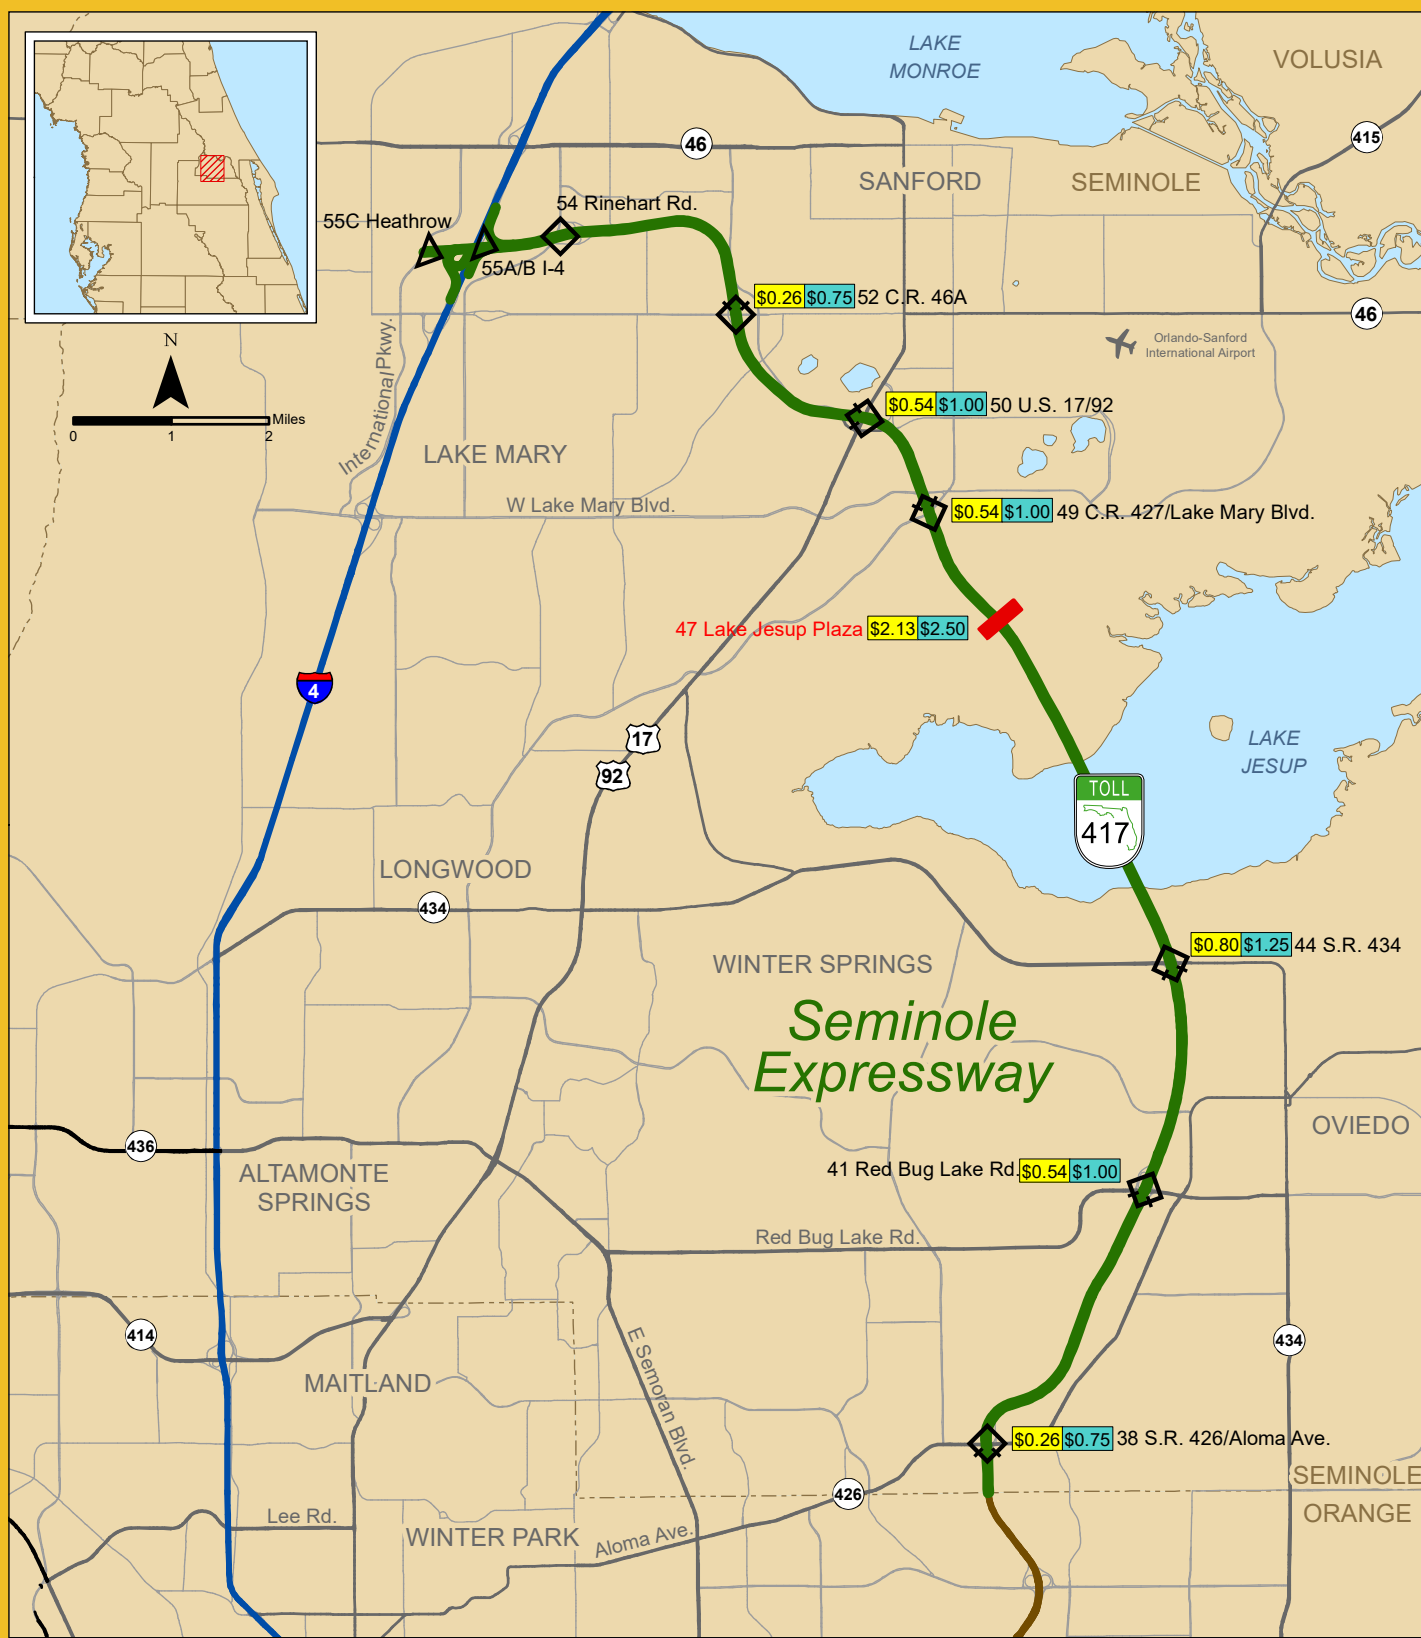 LAKE
MONROE
VOLUSIA
415
46
SANFORD
SEMINOLE
54 Rinehart Rd.
55C Heathrow
55A/B I-4
$0.26 $0.75 52 C.R. 46A
46
N
Orlando-Sanford
International Airport
Miles
0 1 2
International Pkwy.
$0.54 $1.00 50 U.S. 17/92
LAKE MARY
W Lake Mary Blvd.
$0.54 $1.00 49 C.R. 427/Lake Mary Blvd.
47 Lake Jesup Plaza $2.13 $2.50
4
17
92
LAKE
JESUP
TOLL
417
LONGWOOD
434
WINTER SPRINGS
$0.80 $1.25 44 S.R. 434
Seminole
Expressway
OVIEDO
436
ALTAMONTE
SPRINGS
41 Red Bug Lake Rd. $0.54 $1.00
Red Bug Lake Rd.
414
434
E Semoran Blvd.
MAITLAND
$0.26 $0.75 38 S.R. 426/Aloma Ave.
SEMINOLE
426
ORANGE
Lee Rd.
WINTER PARK
Aloma Ave.